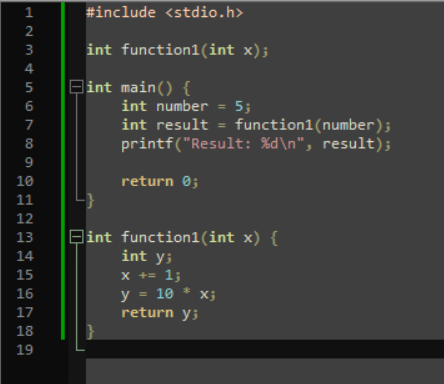 1 #include <stdio.h>
2
3 int function1(int x);
4
5 int main() {
6     int number = 5;
7     int result = function1(number);
8     printf("Result: %d\n", result);
9
10     return 0;
11 }
12
13 int function1(int x) {
14     int y;
15     x += 1;
16     y = 10 * x;
17     return y;
18 }
19